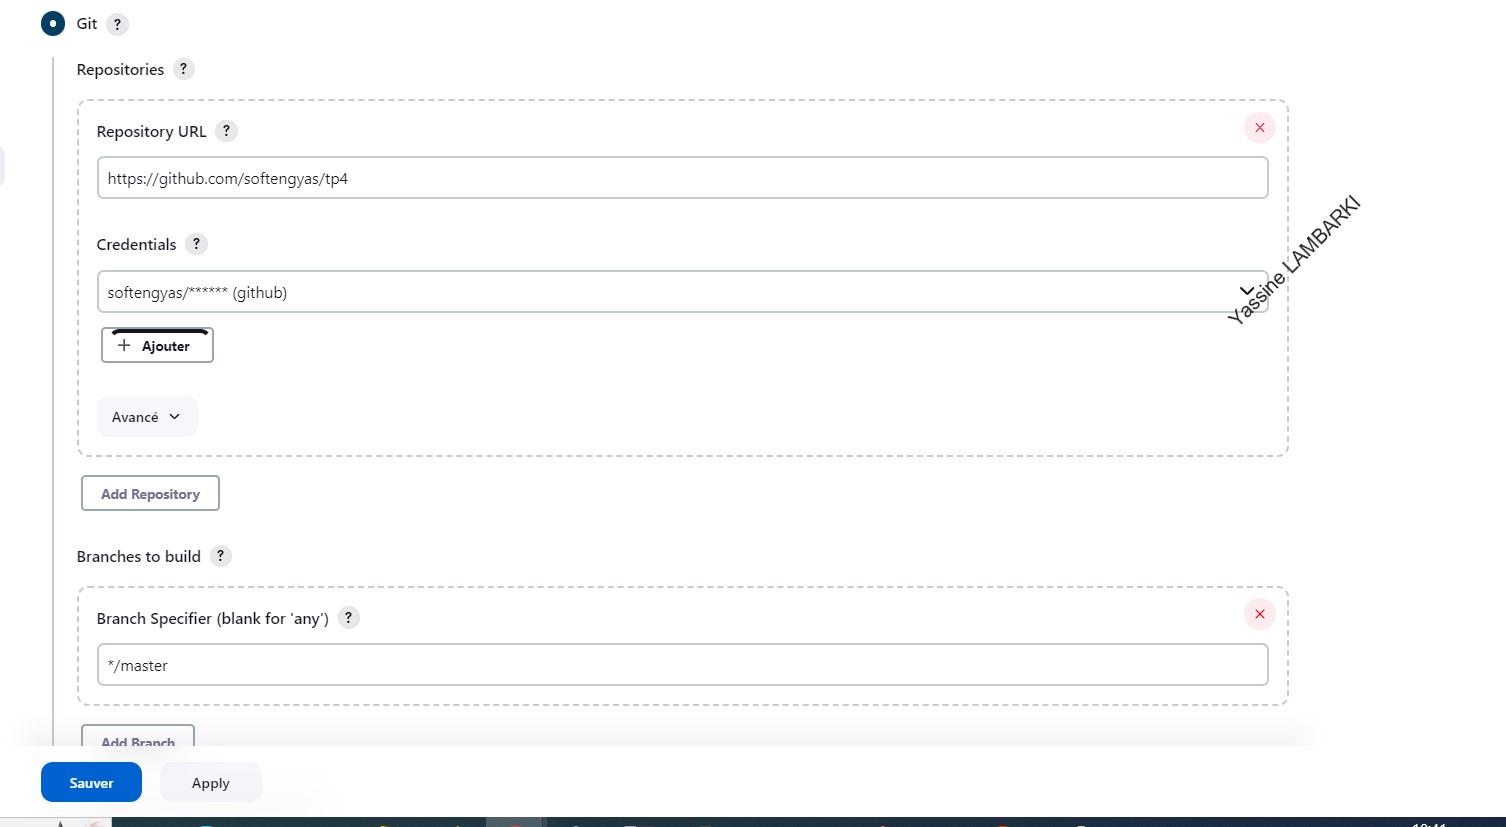 Git ?
Repositories ?
Repository URL ?
https://github.com/softengyas/tp4
Credentials ?
softengyas/****** (github)
Yassine LAMBARKI
+ Ajouter
Avancé
Add Repository
Branches to build ?
Branch Specifier (blank for 'any') ?
*/master
Add Branch
Sauver
Apply